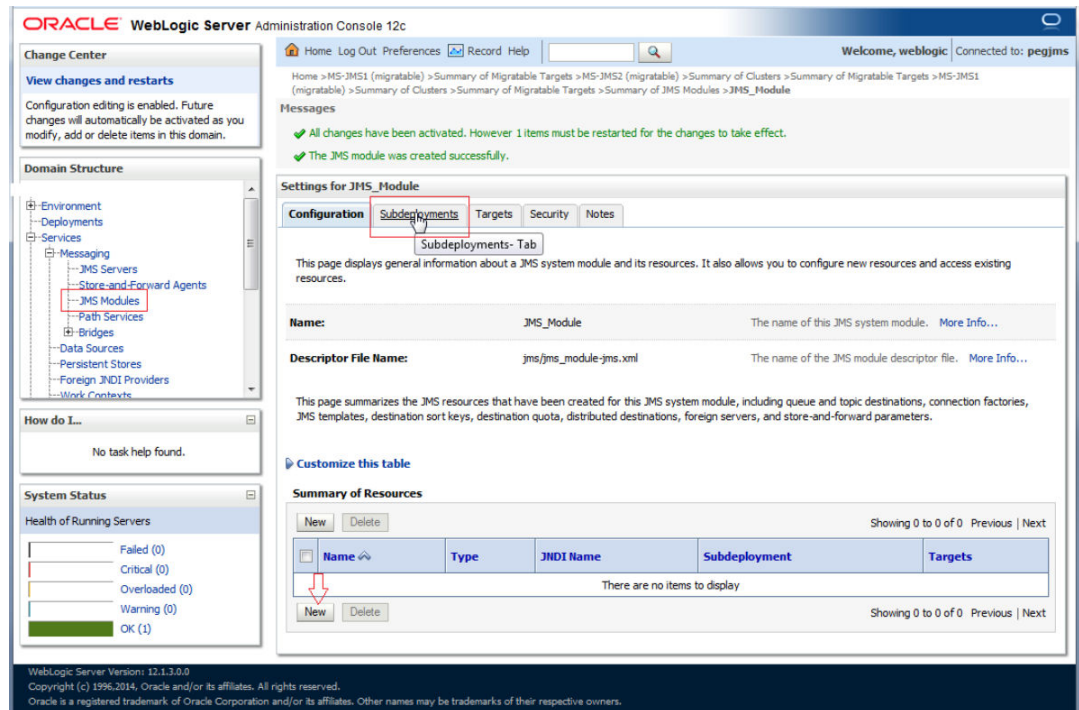 ORACLE WebLogic Server Administration Console 12c
Change Center
View changes and restarts
Configuration editing is enabled. Future
changes will automatically be activated as you
modify, add or delete items in this domain.
Domain Structure
Environment
Deployments
Services
Messaging
JMS Servers
Store-and-Forward Agents
JMS Modules
Path Services
Bridges
Data Sources
Persistent Stores
Foreign JNDI Providers
Work Contexts
How do I...
No task help found.
System Status
Health of Running Servers
Failed (0)
Critical (0)
Overloaded (0)
Warning (0)
OK (1)
Home Log Out Preferences Record Help
Welcome, weblogic Connected to: pegjms
Home >MS-JMS1 (migratable) >Summary of Migratable Targets >MS-JMS2 (migratable) >Summary of Clusters >Summary of Migratable Targets >MS-JMS1
(migratable) >Summary of Clusters >Summary of Migratable Targets >Summary of JMS Modules >JMS_Module
Messages
All changes have been activated. However 1 items must be restarted for the changes to take effect.
The JMS module was created successfully.
Settings for JMS_Module
Configuration Subdeployments Targets Security Notes
Subdeployments- Tab
This page displays general information about a JMS system module and its resources. It also allows you to configure new resources and access existing
resources.
Name: JMS_Module The name of this JMS system module. More Info...
Descriptor File Name: jms/jms_module-jms.xml The name of the JMS module descriptor file. More Info...
This page summarizes the JMS resources that have been created for this JMS system module, including queue and topic destinations, connection factories,
JMS templates, destination sort keys, destination quota, distributed destinations, foreign servers, and store-and-forward parameters.
Customize this table
Summary of Resources
New Delete Showing 0 to 0 of 0 Previous | Next
Name Type JNDI Name Subdeployment Targets
There are no items to display
New Delete Showing 0 to 0 of 0 Previous | Next
WebLogic Server Version: 12.1.3.0.0
Copyright (c) 1996,2014, Oracle and/or its affiliates. All rights reserved.
Oracle is a registered trademark of Oracle Corporation and/or its affiliates. Other names may be trademarks of their respective owners.